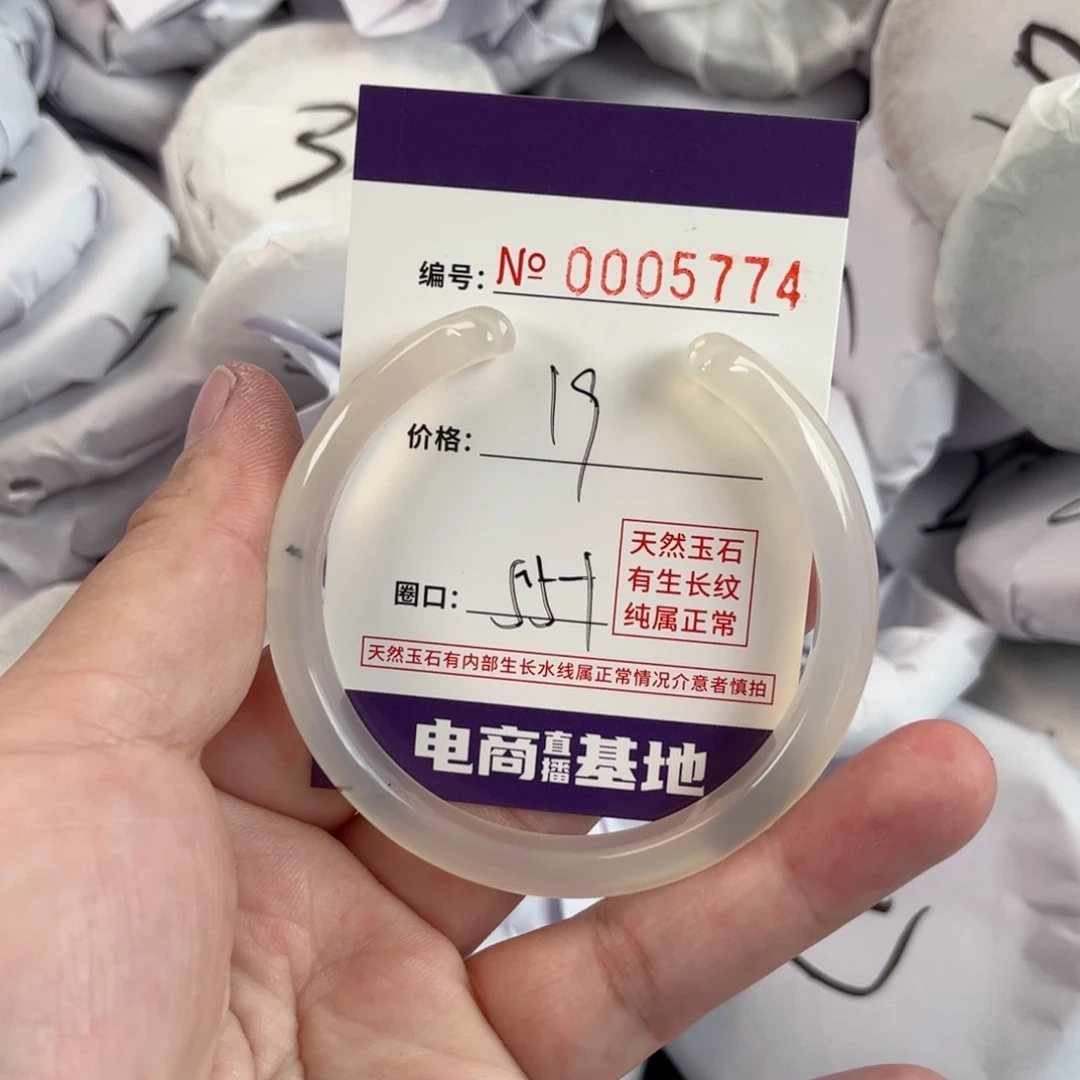 3
编号: № 0005774
价格: 19
圈口:
天然玉石
有生长纹
纯属正常
天然玉石有内部生长水线属正常情况介意者慎拍
电商直播基地